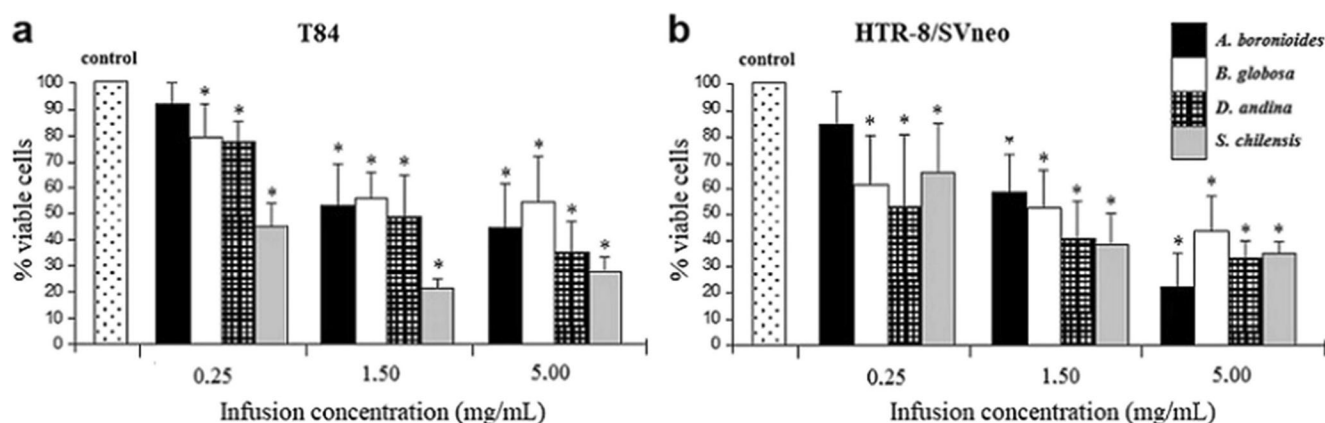 a
T84
control
% viable cells
100
90
80
70
60
50
40
30
20
10
0
* * * *
* * * *
* * * *
0.25 1.50 5.00
Infusion concentration (mg/mL)
b
HTR-8/SVneo
control
% viable cells
100
90
80
70
60
50
40
30
20
10
0
* * *
* * * *
* * * *
0.25 1.50 5.00
Infusion concentration (mg/mL)
A. boronioides
B. globosa
D. andina
S. chilensis